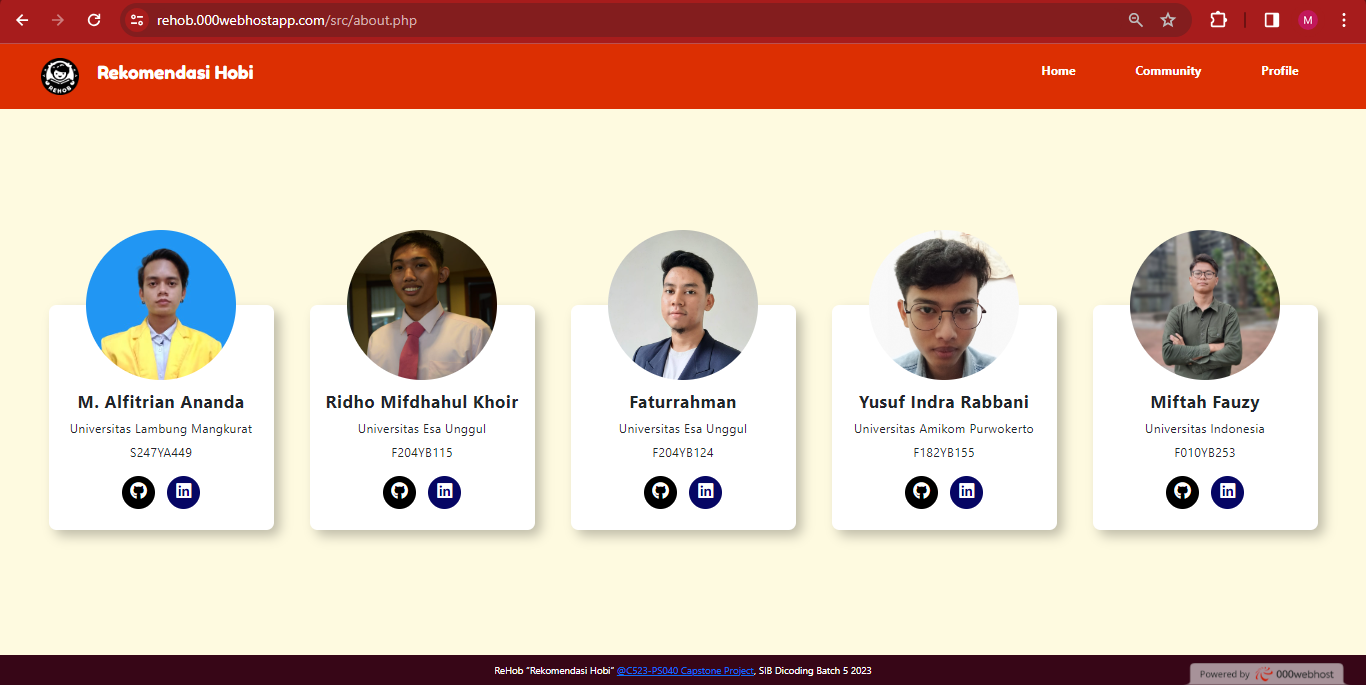 rehob.000webhostapp.com/src/about.php
M
REHOB
Rekomendasi Hobi
Home
Community
Profile
M. Alfitrian Ananda
Universitas Lambung Mangkurat
S247YA449
Ridho Mifdhahul Khoir
Universitas Esa Unggul
F204YB115
Faturrahman
Universitas Esa Unggul
F204YB124
Yusuf Indra Rabbani
Universitas Amikom Purwokerto
F182YB155
Miftah Fauzy
Universitas Indonesia
F010YB253
ReHob “Rekomendasi Hobi” @C523-PS040 Capstone Project, SIB Dicoding Batch 5 2023
Powered by 000webhost